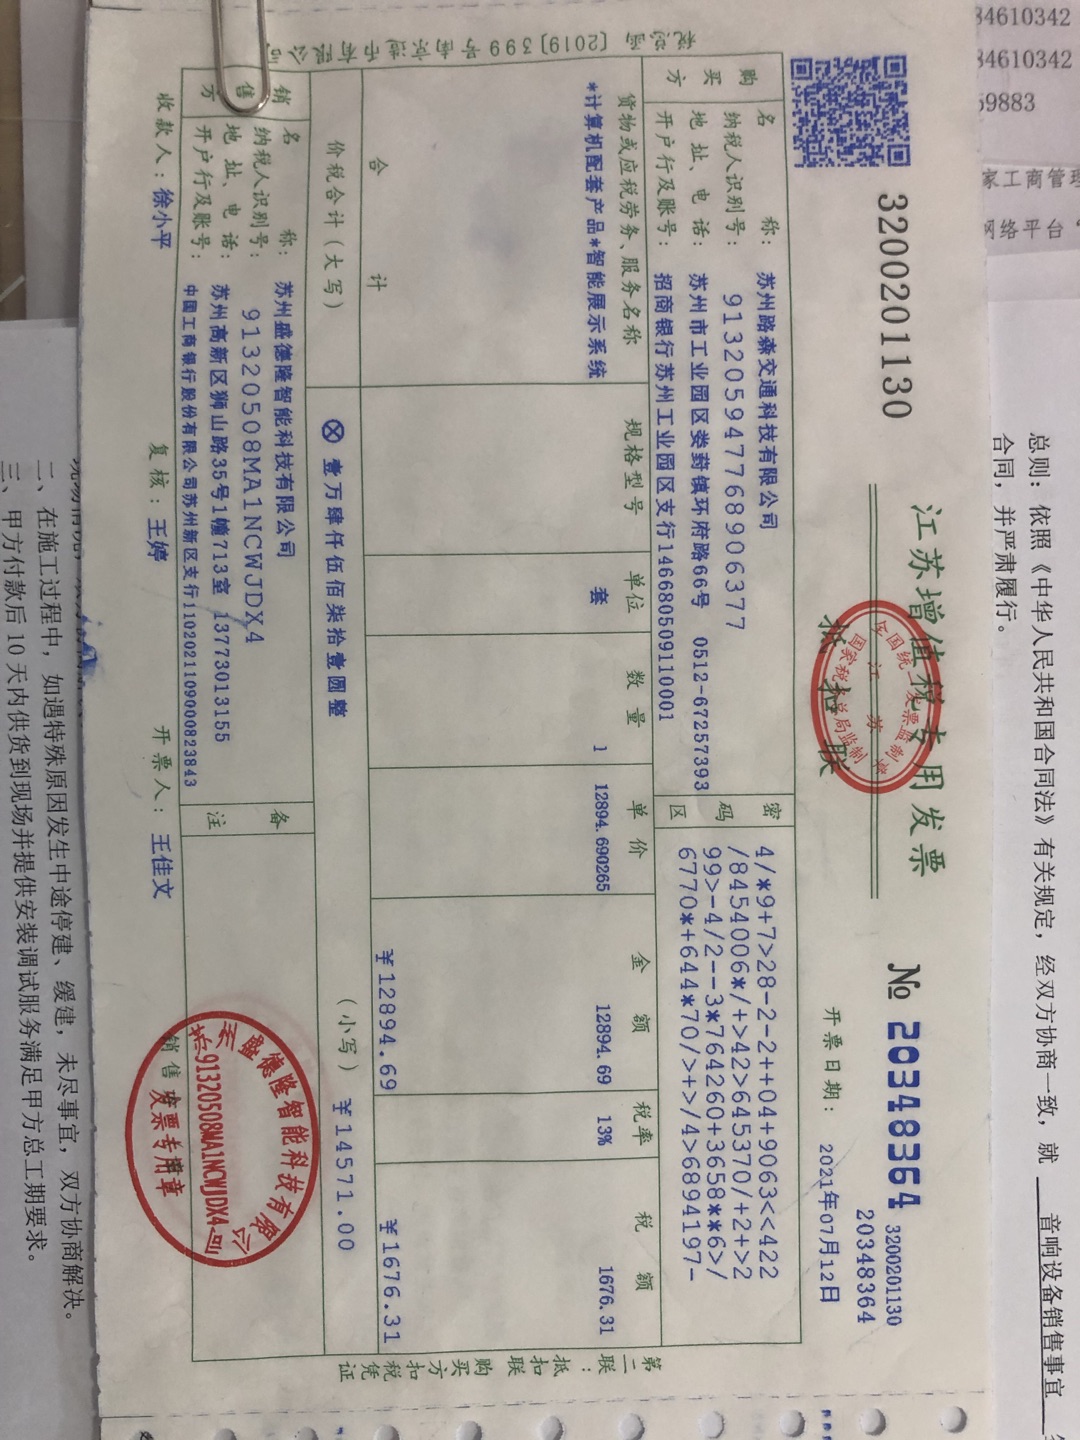 34610342
34610342
59883
家工商管理
网络平台，
总则：依照《中华人民共和国合同法》有关规定，经双方协商一致，就 音响设备销售事宜
合同，并严肃履行。
江苏增值税专用发票
3200201130
全国统一发票监制章
江苏
国家税务总局监制
抵扣联
№ 20348364
3200201130
20348364
开票日期： 2021年07月12日
购买方
名称： 苏州路森交通科技有限公司
纳税人识别号： 913205947768906377
地址、电话： 苏州市工业园区娄葑镇环府路66号 0512-67257393
开户行及账号： 招商银行苏州工业园区支行146680509110001
密码区
4/*9+7>28-2-2++04+9063<<422
/8454006*/+>42>645370/+2+>2
99>-4/2--3*764260+3658**6>/
6770*+644*70/>+>/4>6894197-
货物或应税劳务、服务名称 规格型号 单位 数量 单价 金额 税率 税额
*计算机配套产品*智能展示系统 套 1 12894.690265 12894.69 13% 1676.31
合计 ￥12894.69 ￥1676.31
价税合计（大写） ⊗ 壹万肆仟伍佰柒拾壹圆整 （小写） ￥14571.00
销售方
名称： 苏州盛德隆智能科技有限公司
纳税人识别号： 91320508MA1NCWJDX4
地址、电话： 苏州高新区狮山路35号1幢713室 13773013155
开户行及账号： 中国工商银行股份有限公司苏州新区支行1102021109000823843
备注
收款人：徐小平 复核：王婷 开票人：王佳文 销售
苏州盛德隆智能科技有限公司
91320508MA1NCWJDX4
发票专用章
税总函〔2019〕399号南京造币有限公司
第二联：抵扣联 购买方扣税凭证
二、在施工过程中，如遇特殊原因发生中途停建、缓建，未尽事宜，双方协商解决。
三、甲方付款后10天内供货到现场并提供安装调试服务满足甲方总工期要求。